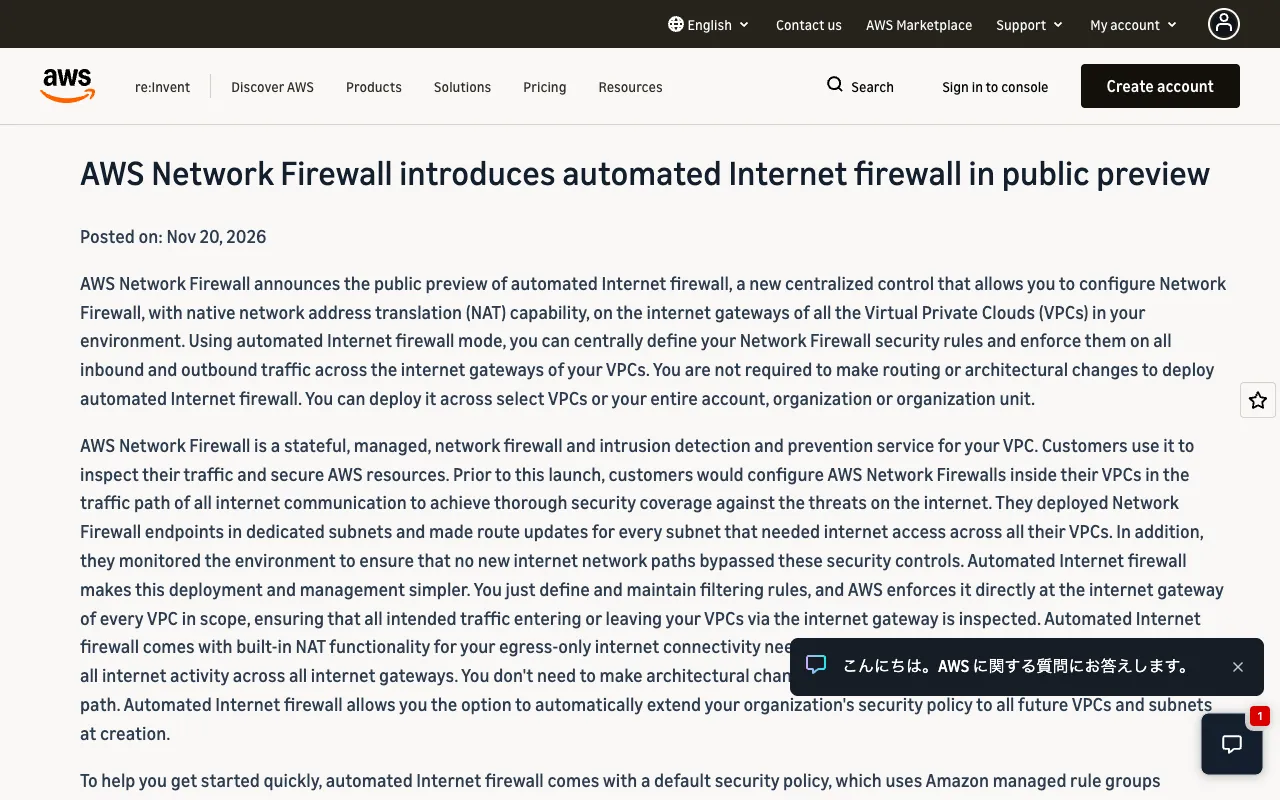 English
Contact us
AWS Marketplace
Support
My account
aws
re:Invent
Discover AWS
Products
Solutions
Pricing
Resources
Search
Sign in to console
Create account
AWS Network Firewall introduces automated Internet firewall in public preview
Posted on: Nov 20, 2026
AWS Network Firewall announces the public preview of automated Internet firewall, a new centralized control that allows you to configure Network
Firewall, with native network address translation (NAT) capability, on the internet gateways of all the Virtual Private Clouds (VPCs) in your
environment. Using automated Internet firewall mode, you can centrally define your Network Firewall security rules and enforce them on all
inbound and outbound traffic across the internet gateways of your VPCs. You are not required to make routing or architectural changes to deploy
automated Internet firewall. You can deploy it across select VPCs or your entire account, organization or organization unit.
AWS Network Firewall is a stateful, managed, network firewall and intrusion detection and prevention service for your VPC. Customers use it to
inspect their traffic and secure AWS resources. Prior to this launch, customers would configure AWS Network Firewalls inside their VPCs in the
traffic path of all internet communication to achieve thorough security coverage against the threats on the internet. They deployed Network
Firewall endpoints in dedicated subnets and made route updates for every subnet that needed internet access across all their VPCs. In addition,
they monitored the environment to ensure that no new internet network paths bypassed these security controls. Automated Internet firewall
makes this deployment and management simpler. You just define and maintain filtering rules, and AWS enforces it directly at the internet gateway
of every VPC in scope, ensuring that all intended traffic entering or leaving your VPCs via the internet gateway is inspected. Automated Internet
firewall comes with built-in NAT functionality for your egress-only internet connectivity
all internet activity across all internet gateways. You don't need to make architectural
path. Automated Internet firewall allows you the option to automatically extend your organization's security policy to all future VPCs and subnets
at creation.
To help you get started quickly, automated Internet firewall comes with a default security policy, which uses Amazon managed rule groups
こんにちは。AWS に関する質問にお答えします。
1